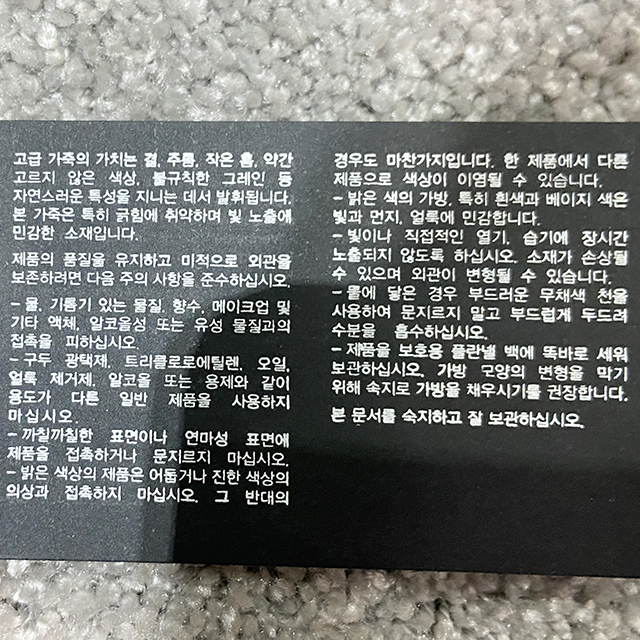 고급 가죽의 가치는 결, 주름, 작은 흠, 약간
고르지 않은 색상, 불규칙한 그레인 등
자연스러운 특성을 지니는 데서 발휘됩니다.
본 가죽은 특히 긁힘에 취약하며 빛 노출에
민감한 소재입니다.
제품의 품질을 유지하고 미적으로 외관을
보존하려면 다음 주의 사항을 준수하십시오.
- 물, 기름기 있는 물질, 향수, 메이크업 및
기타 액체, 알코올성 또는 유성 물질과의
접촉을 피하십시오.
- 구두 광택제, 트리클로로에틸렌, 오일,
얼룩 제거제, 알코올 또는 용제와 같이
용도가 다른 일반 제품을 사용하지
마십시오.
- 까칠까칠한 표면이나 연마성 표면에
제품을 접촉하거나 문지르지 마십시오.
- 밝은 색상의 제품은 어둡거나 진한 색상의
의상과 접촉하지 마십시오. 그 반대의
경우도 마찬가지입니다. 한 제품에서 다른
제품으로 색상이 이염될 수 있습니다.
- 밝은 색의 가방, 특히 흰색과 베이지 색은
빛과 먼지, 얼룩에 민감합니다.
- 빛이나 직접적인 열기, 습기에 장시간
노출되지 않도록 하십시오. 소재가 손상될
수 있으며 외관이 변형될 수 있습니다.
- 물에 닿은 경우 부드러운 무채색 천을
사용하여 문지르지 말고 부드럽게 두드려
수분을 흡수하십시오.
- 제품을 보호용 플란넬 백에 똑바로 세워
보관하십시오. 가방 모양의 변형을 막기
위해 속지로 가방을 채우시기를 권장합니다.
본 문서를 숙지하고 잘 보관하십시오.